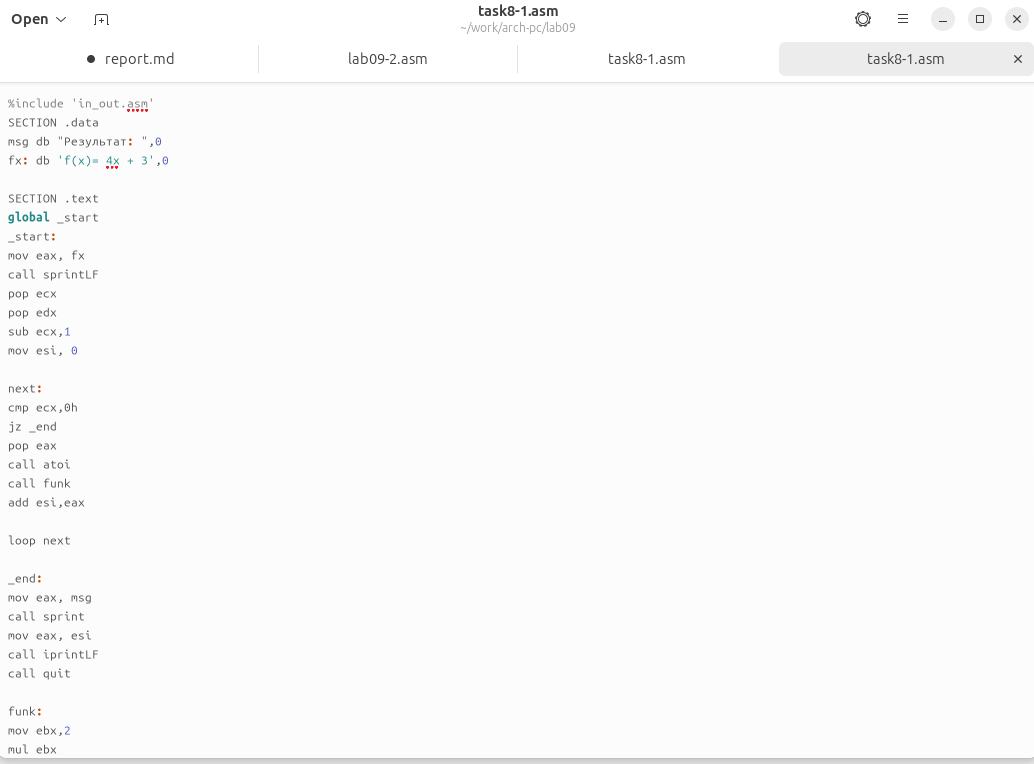 Open
task8-1.asm
~/work/arch-pc/lab09
report.md
lab09-2.asm
task8-1.asm
task8-1.asm
%include 'in_out.asm'
SECTION .data
msg db "Результат: ",0
fx: db 'f(x)= 4x + 3',0
SECTION .text
global _start
_start:
mov eax, fx
call sprintLF
pop ecx
pop edx
sub ecx,1
mov esi, 0
next:
cmp ecx,0h
jz _end
pop eax
call atoi
call funk
add esi,eax
loop next
_end:
mov eax, msg
call sprint
mov eax, esi
call iprintLF
call quit
funk:
mov ebx,2
mul ebx